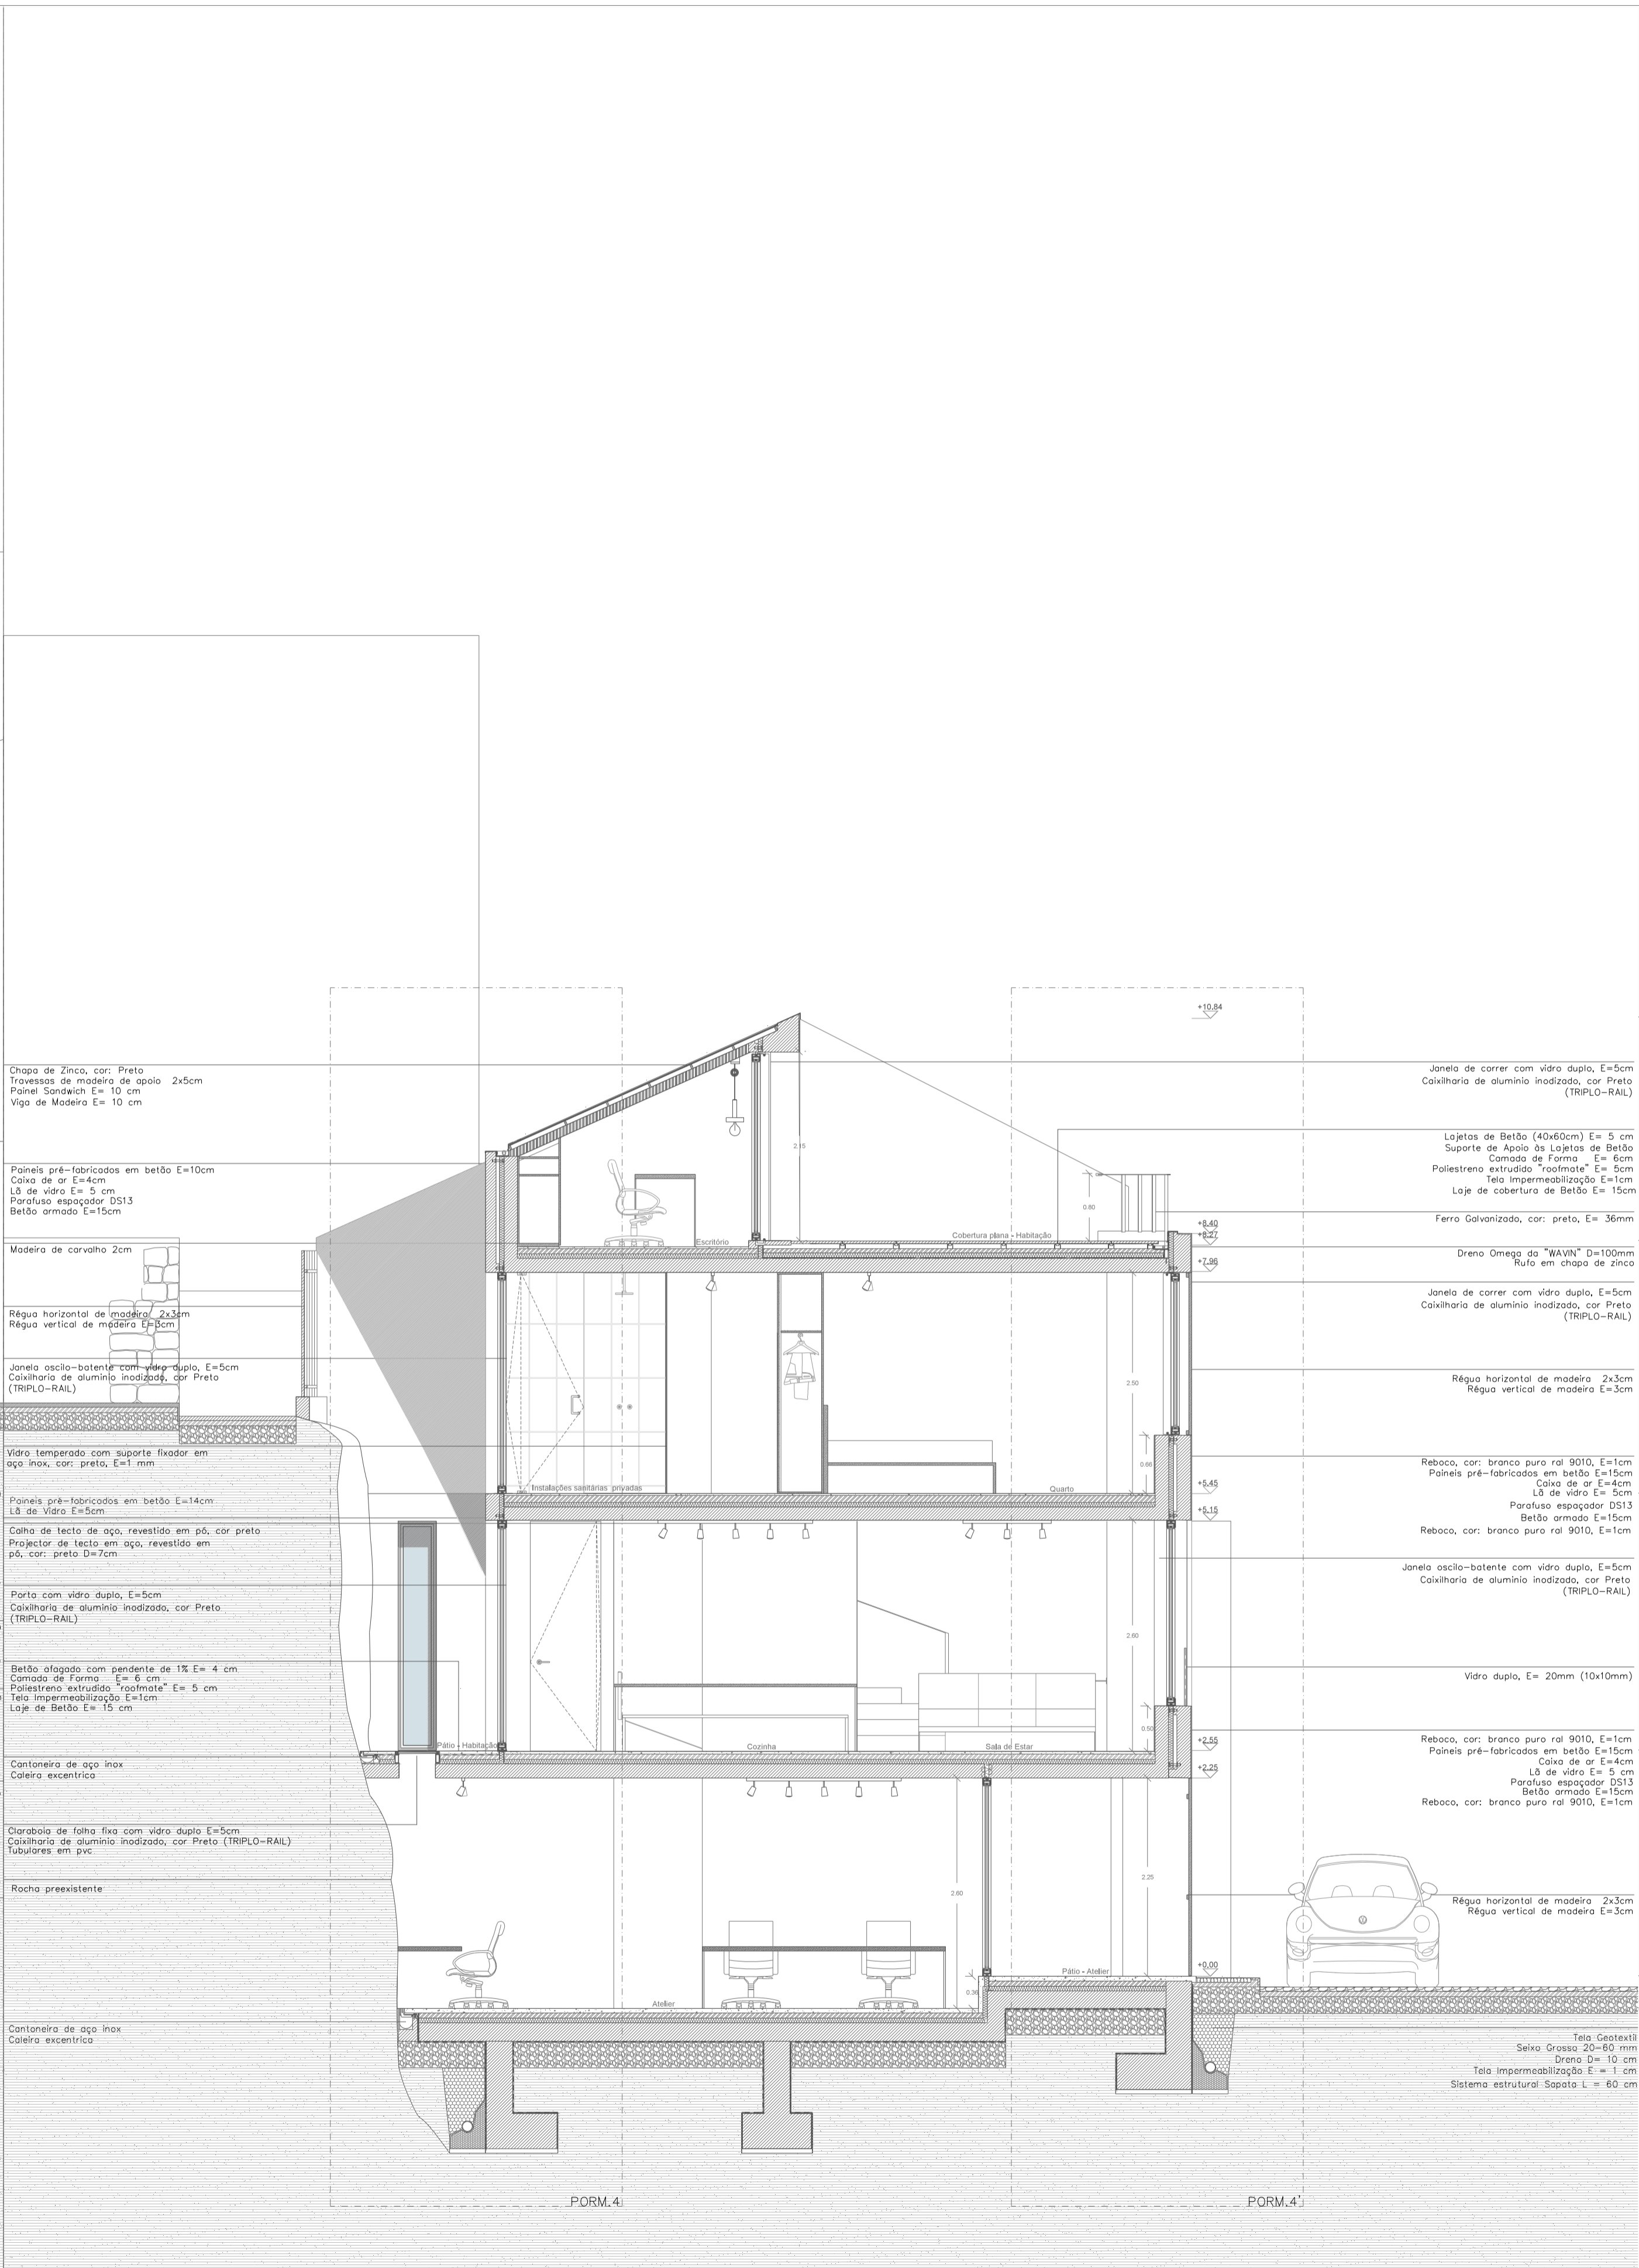 +10.84
Chapa de Zinco, cor: Preto
Travessas de madeira de apoio 2x5cm
Painel Sandwich E= 10 cm
Viga de Madeira E= 10 cm
Janela de correr com vidro duplo, E=5cm
Caixilharia de aluminio inodizado, cor Preto
(TRIPLO-RAIL)
2.15
Lajetas de Betão (40x60cm) E= 5 cm
Suporte de Apoio às Lajetas de Betão
Camada de Forma E= 6cm
Poliestreno extrudido "roofmate" E= 5cm
Tela Impermeabilização E=1cm
Laje de cobertura de Betão E= 15cm
Paineis pré-fabricados em betão E=10cm
Caixa de ar E=4cm
Lã de vidro E= 5 cm
Parafuso espaçador DS13
Betão armado E=15cm
0.80
Ferro Galvanizado, cor: preto, E= 36mm
+8.40
+8.27
Cobertura plana - Habitação
Escritório
Madeira de carvalho 2cm
Dreno Omega da "WAVIN" D=100mm
Rufo em chapa de zinco
+7.96
Janela de correr com vidro duplo, E=5cm
Caixilharia de aluminio inodizado, cor Preto
(TRIPLO-RAIL)
Régua horizontal de madeira 2x3cm
Régua vertical de madeira E=3cm
Janela oscilo-batente com vidro duplo, E=5cm
Caixilharia de aluminio inodizado, cor Preto
(TRIPLO-RAIL)
2.50
Régua horizontal de madeira 2x3cm
Régua vertical de madeira E=3cm
Vidro temperado com suporte fixador em
aço inox, cor: preto, E=1 mm
0.66
Reboco, cor: branco puro ral 9010, E=1cm
Paineis pré-fabricados em betão E=15cm
Caixa de ar E=4cm
Lã de vidro E= 5cm
Parafuso espaçador DS13
Betão armado E=15cm
Reboco, cor: branco puro ral 9010, E=1cm
Instalações sanitárias privadas
Quarto
+5.45
+5.15
Paineis pré-fabricados em betão E=14cm
Lã de Vidro E=5cm
Calha de tecto de aço, revestido em pó, cor preto
Projector de tecto em aço, revestido em
pó, cor: preto D=7cm
Janela oscilo-batente com vidro duplo, E=5cm
Caixilharia de aluminio inodizado, cor Preto
(TRIPLO-RAIL)
Porta com vidro duplo, E=5cm
Caixilharia de aluminio inodizado, cor Preto
(TRIPLO-RAIL)
2.60
Betão afagado com pendente de 1% E= 4 cm
Camada de Forma E= 6 cm
Poliestreno extrudido "roofmate" E= 5 cm
Tela Impermeabilização E=1cm
Laje de Betão E= 15 cm
Vidro duplo, E= 20mm (10x10mm)
0.50
Pátio - Habitação
Cozinha
Sala de Estar
+2.55
+2.25
Reboco, cor: branco puro ral 9010, E=1cm
Paineis pré-fabricados em betão E=15cm
Caixa de ar E=4cm
Lã de vidro E= 5 cm
Parafuso espaçador DS13
Betão armado E=15cm
Reboco, cor: branco puro ral 9010, E=1cm
Cantoneira de aço inox
Caleira excentrica
Claraboia de folha fixa com vidro duplo E=5cm
Caixilharia de aluminio inodizado, cor Preto (TRIPLO-RAIL)
Tubulares em pvc
Rocha preexistente
2.60
2.25
Régua horizontal de madeira 2x3cm
Régua vertical de madeira E=3cm
+0,00
Pátio - Atelier
0.36
Atelier
Cantoneira de aço inox
Caleira excentrica
Tela Geotextil
Seixo Grosso 20-60 mm
Dreno D= 10 cm
Tela Impermeabilização E = 1 cm
Sistema estrutural Sapata L = 60 cm
PORM.4
PORM.4'